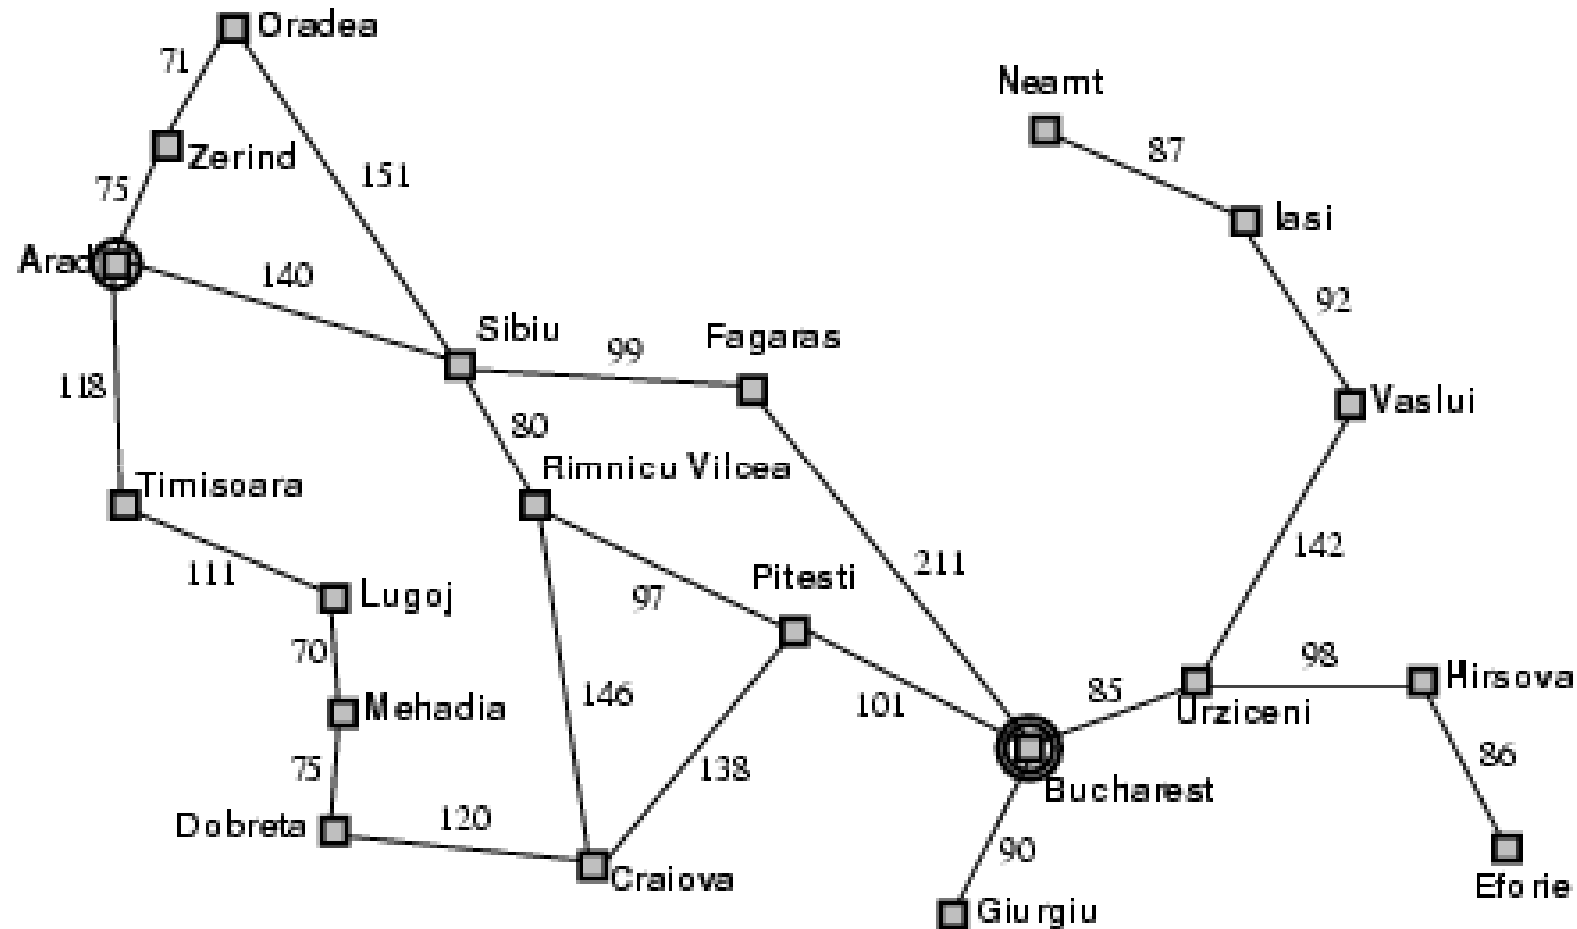 Oradea
71
Neamt
87
Zerind
151
75
Iasi
Arad
140
92
Sibiu
Fagaras
99
118
Vaslui
80
Rimnicu Vilcea
Timisoara
142
211
111
Pitesti
97
Lugoj
70
98
Hirsova
146
85
101
Urziceni
Mehadia
86
75
138
Bucharest
Dobreta
120
90
Craiova
Eforie
Giurgiu